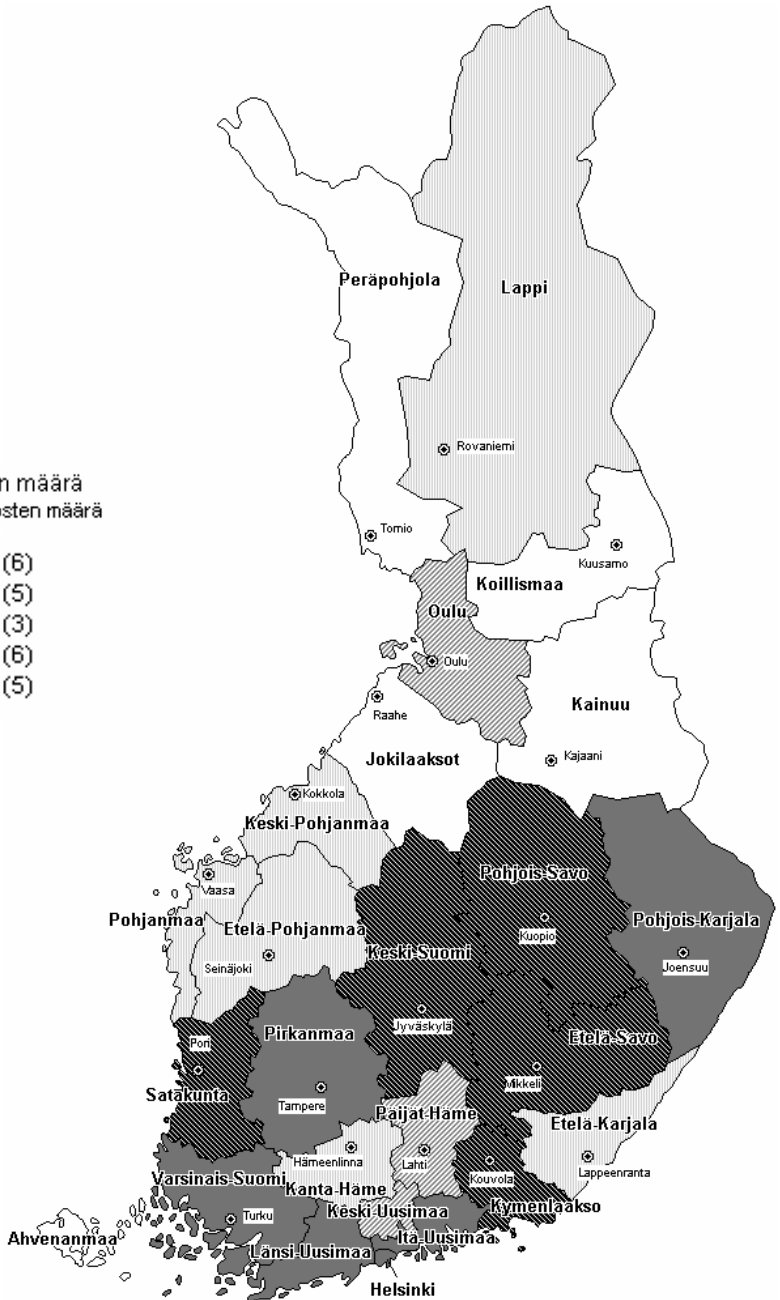 Peräpohjola
Lappi
Rovaniemi
n määrä
osten määrä
(6)
(5)
(3)
(6)
(5)
Tornio
Kuusamo
Koillismaa
Oulu
Oulu
Kainuu
Raahe
Jokilaaksot
Kajaani
Kokkola
Keski-Pohjanmaa
Vaasa
Pohjois-Savo
Pohjanmaa
Etelä-Pohjanmaa
Pohjois-Karjala
Kuopio
Keski-Suomi
Seinäjoki
Joensuu
Jyväskylä
Pirkanmaa
Etelä-Savo
Pori
Mikkeli
Satakunta
Tampere
Päijät-Häme
Etelä-Karjala
Hämeenlinna
Lahti
Kouvola
Lappeenranta
Varsinais-Suomi
Kanta-Häme
Kymenlaakso
Keski-Uusimaa
Turku
Itä-Uusimaa
Ahvenanmaa
Länsi-Uusimaa
Helsinki